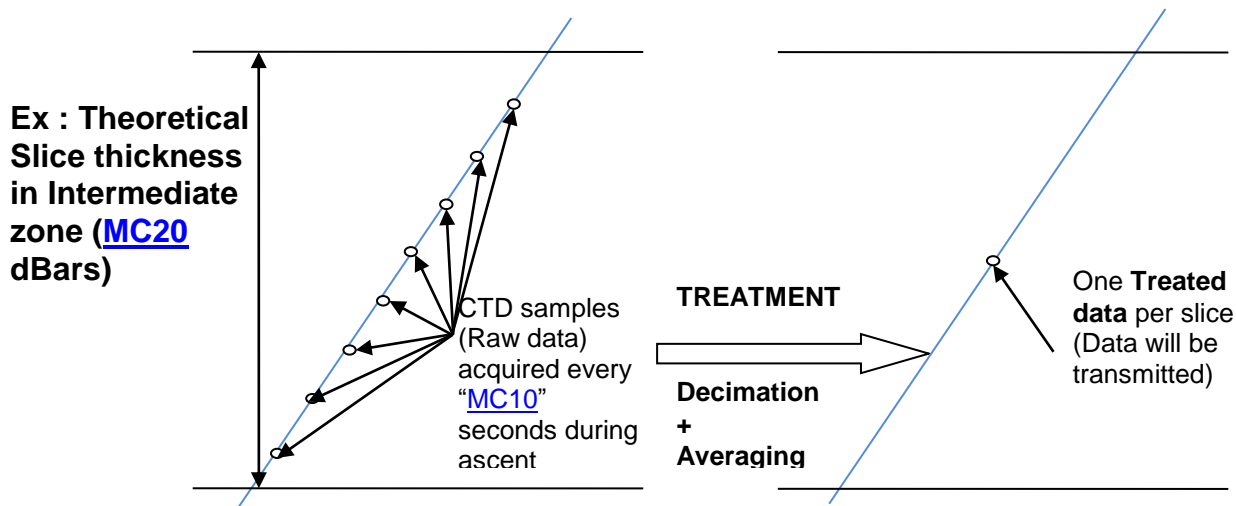 Ex : Theoretical
Slice thickness
in Intermediate
zone (MC20
dBars)
CTD samples
(Raw data)
acquired every
“MC10”
seconds during
ascent
TREATMENT
Decimation
+
Averaging
One Treated
data per slice
(Data will be
transmitted)